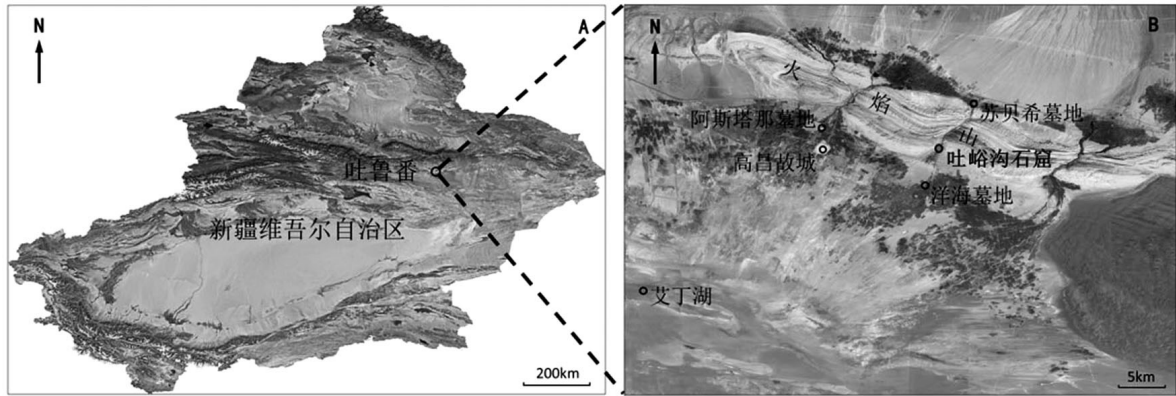 N
A
吐鲁番
新疆维吾尔自治区
200km
N
B
火焰山
苏贝希墓地
阿斯塔那墓地
高昌故城
吐峪沟石窟
洋海墓地
艾丁湖
5km